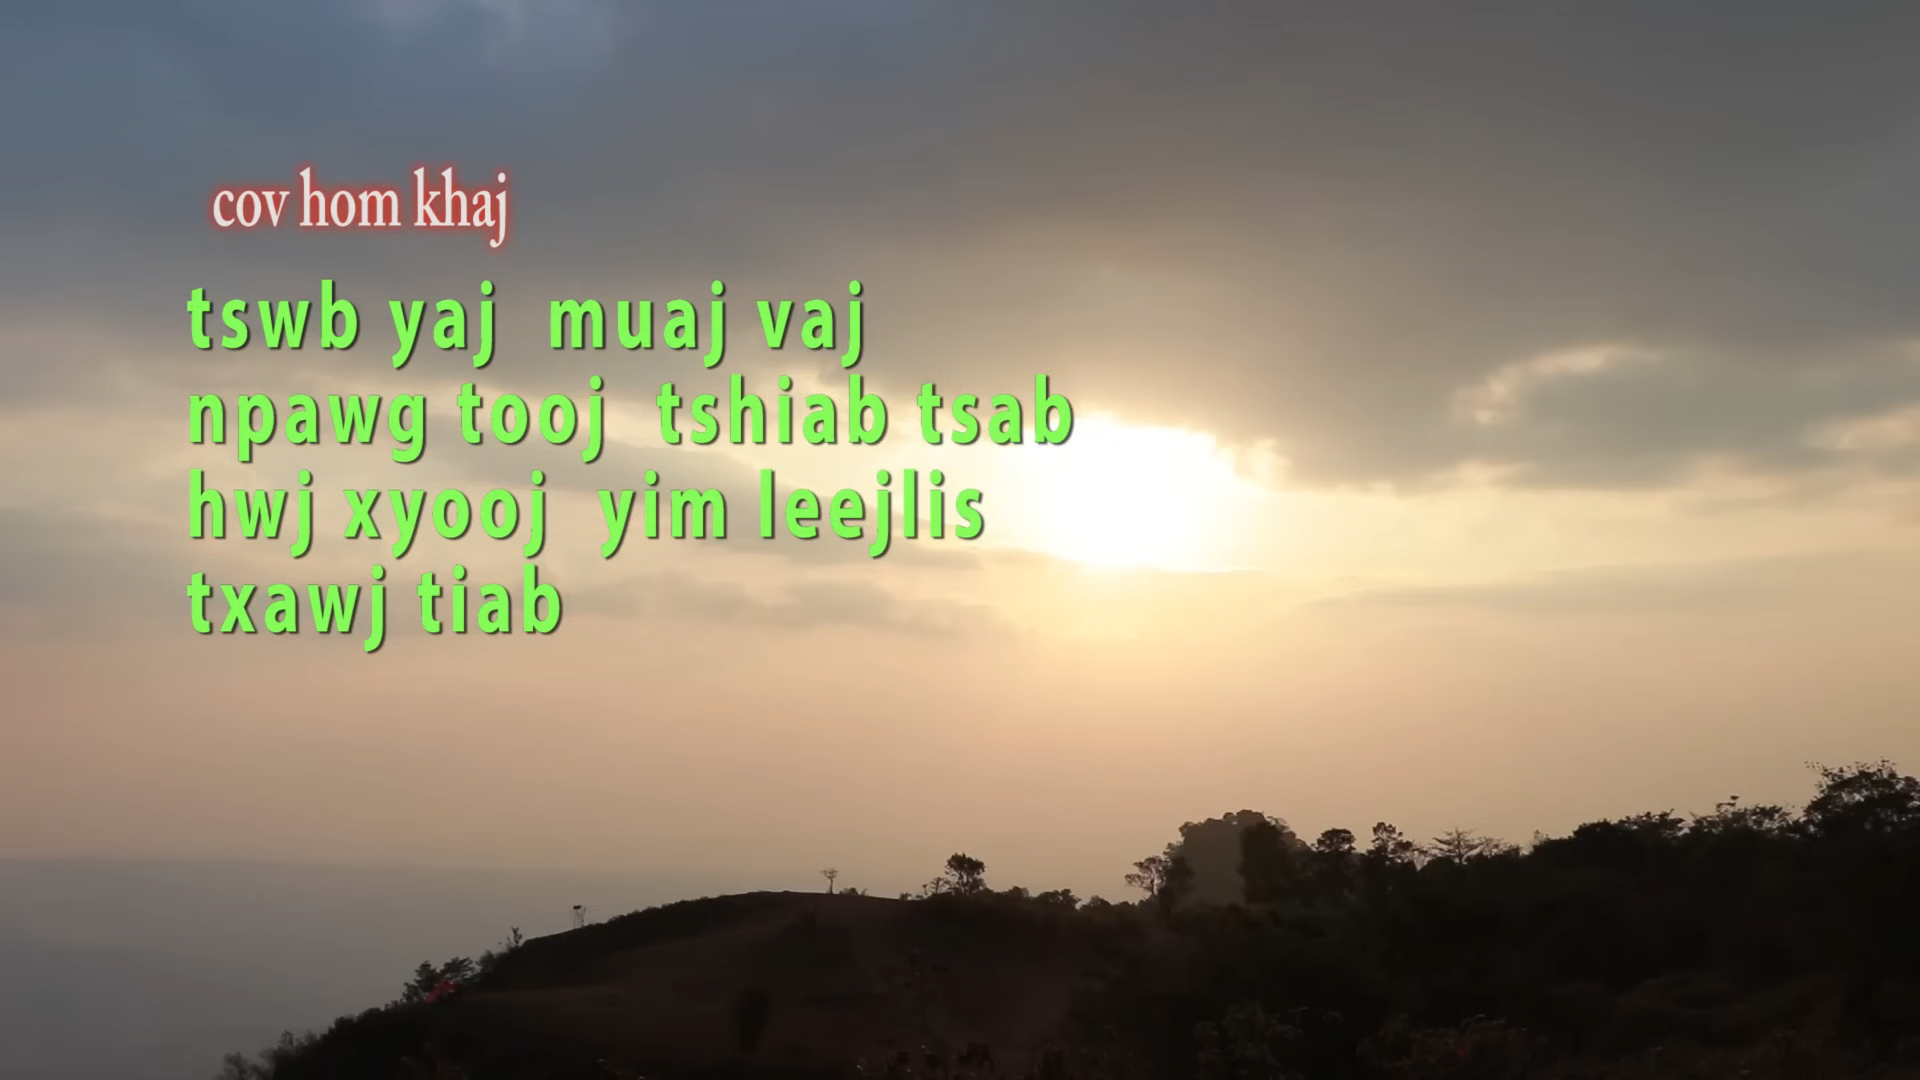 cov hom khaj
tswb yaj  muaj vaj
npawg tooj  tshiab tsab
hwj xyooj  yim leejlis
txawj tiab